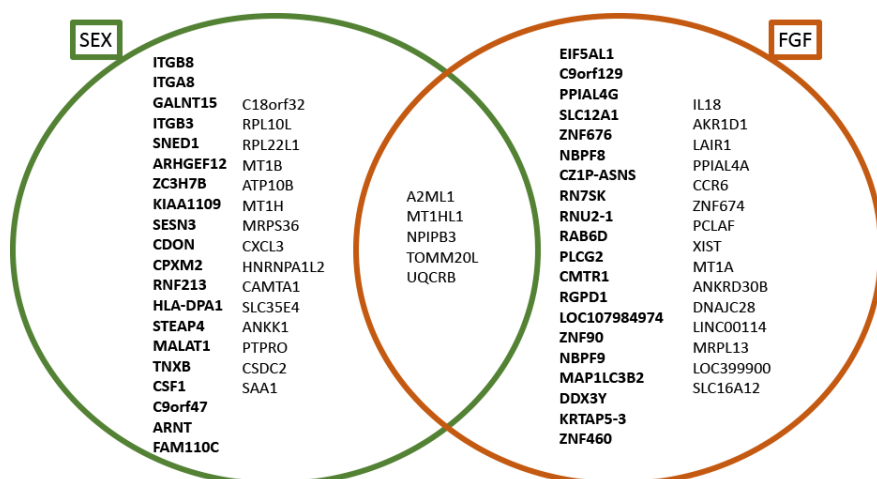 SEX
FGF
ITGB8
ITGA8
GALNT15
ITGB3
SNED1
ARHGEF12
ZC3H7B
KIAA1109
SESN3
CDON
CPXM2
RNF213
HLA-DPA1
STEAP4
MALAT1
TNXB
CSF1
C9orf47
ARNT
FAM110C
C18orf32
RPL10L
RPL22L1
MT1B
ATP10B
MT1H
MRPS36
CXCL3
HNRNPA1L2
CAMTA1
SLC35E4
ANKK1
PTPRO
CSDC2
SAA1
A2ML1
MT1HL1
NPIPB3
TOMM20L
UQCRB
EIF5AL1
C9orf129
PPIAL4G
SLC12A1
ZNF676
NBPF8
CZ1P-ASNS
RN7SK
RNU2-1
RAB6D
PLCG2
CMTR1
RGPD1
LOC107984974
ZNF90
NBPF9
MAP1LC3B2
DDX3Y
KRTAP5-3
ZNF460
IL18
AKR1D1
LAIR1
PPIAL4A
CCR6
ZNF674
PCLAF
XIST
MT1A
ANKRD30B
DNAJC28
LINC00114
MRPL13
LOC399900
SLC16A12